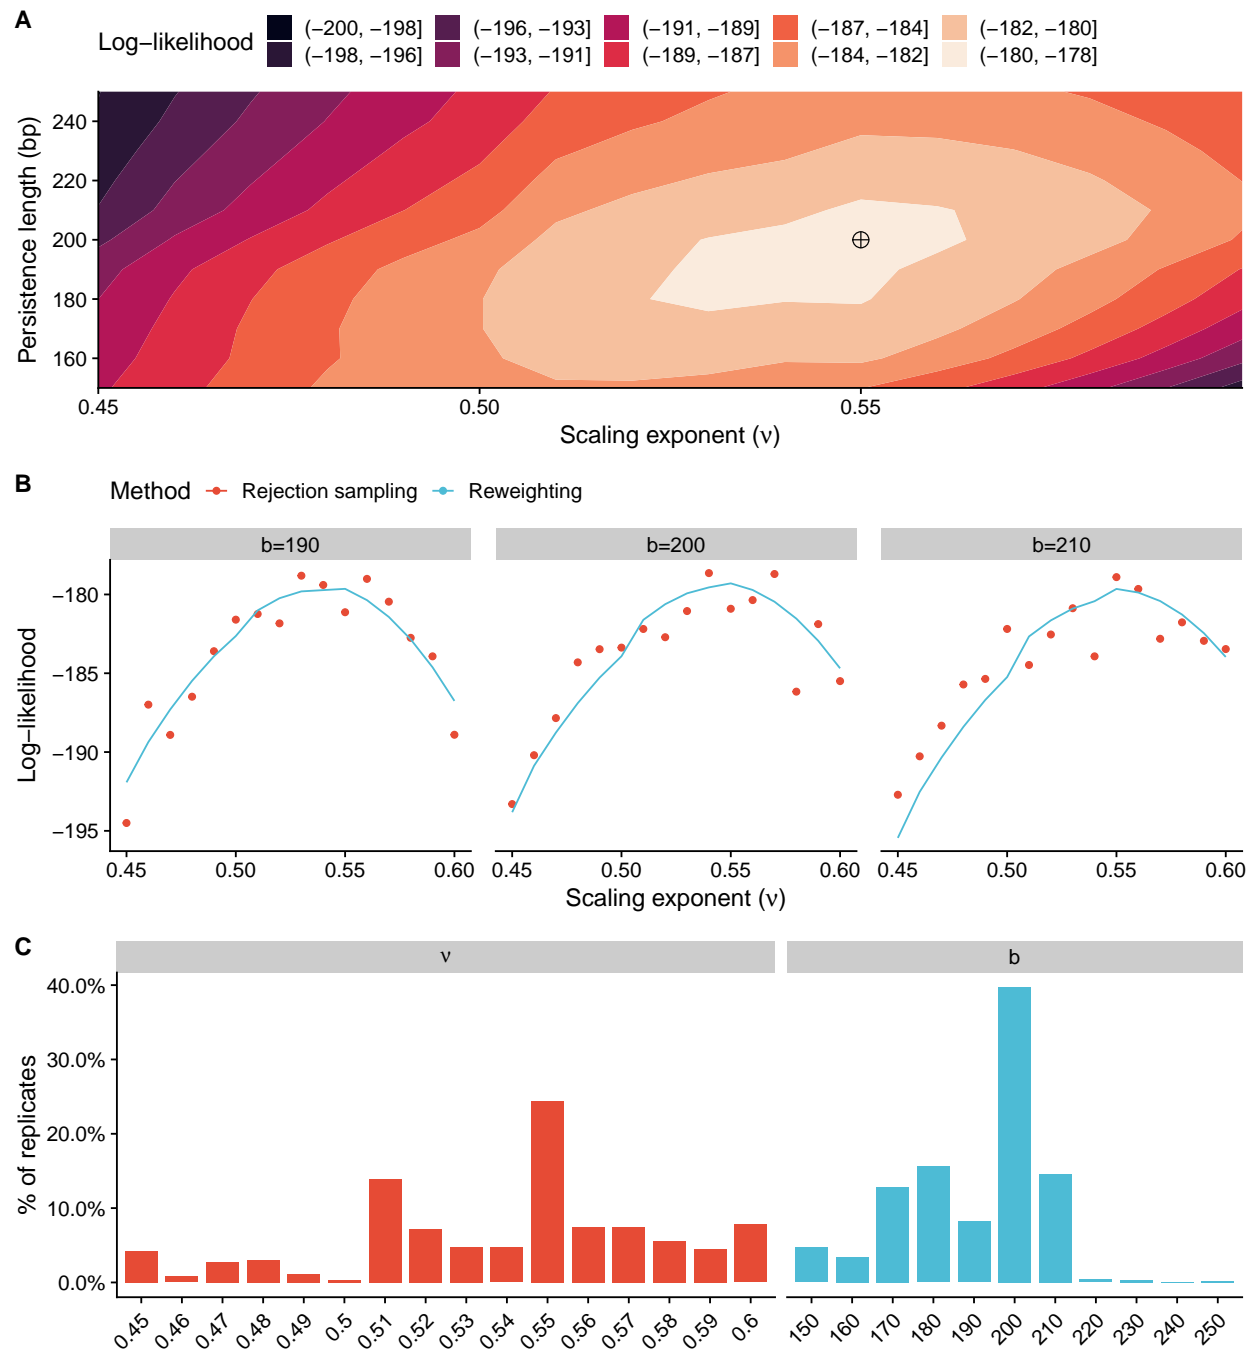 A
Log−likelihood
(−200, −198] (−196, −193] (−191, −189] (−187, −184] (−182, −180]
(−198, −196] (−193, −191] (−189, −187] (−184, −182] (−180, −178]
Persistence length (bp)
240
220
200
180
160
0.45 0.50 0.55
Scaling exponent (ν)
B
Method Rejection sampling Reweighting
b=190 b=200 b=210
Log−likelihood
−180
−185
−190
−195
0.45 0.50 0.55 0.60 0.45 0.50 0.55 0.60 0.45 0.50 0.55 0.60
Scaling exponent (ν)
C
ν b
% of replicates
40.0%
30.0%
20.0%
10.0%
0.0%
0.45 0.46 0.47 0.48 0.49 0.5 0.51 0.52 0.53 0.54 0.55 0.56 0.57 0.58 0.59 0.6 150 160 170 180 190 200 210 220 230 240 250